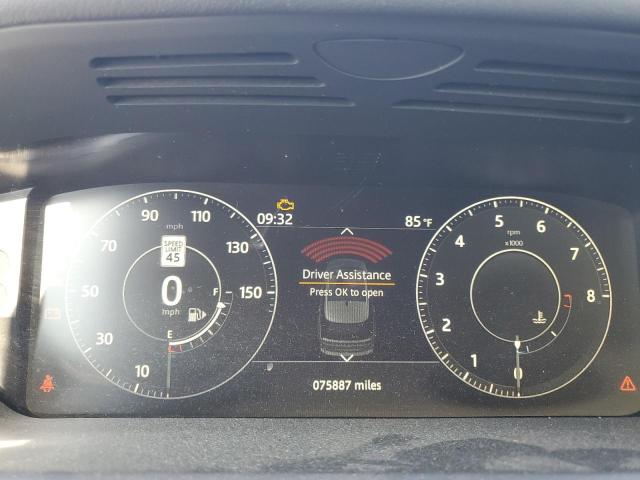 90 110
mph
70 130
50 150
30
10
SPEED
LIMIT
45
0
mph
F
E
09:32
85 °F
Driver Assistance
Press OK to open
075887 miles
5 6
rpm
x1000
4 7
3 8
2
1
0